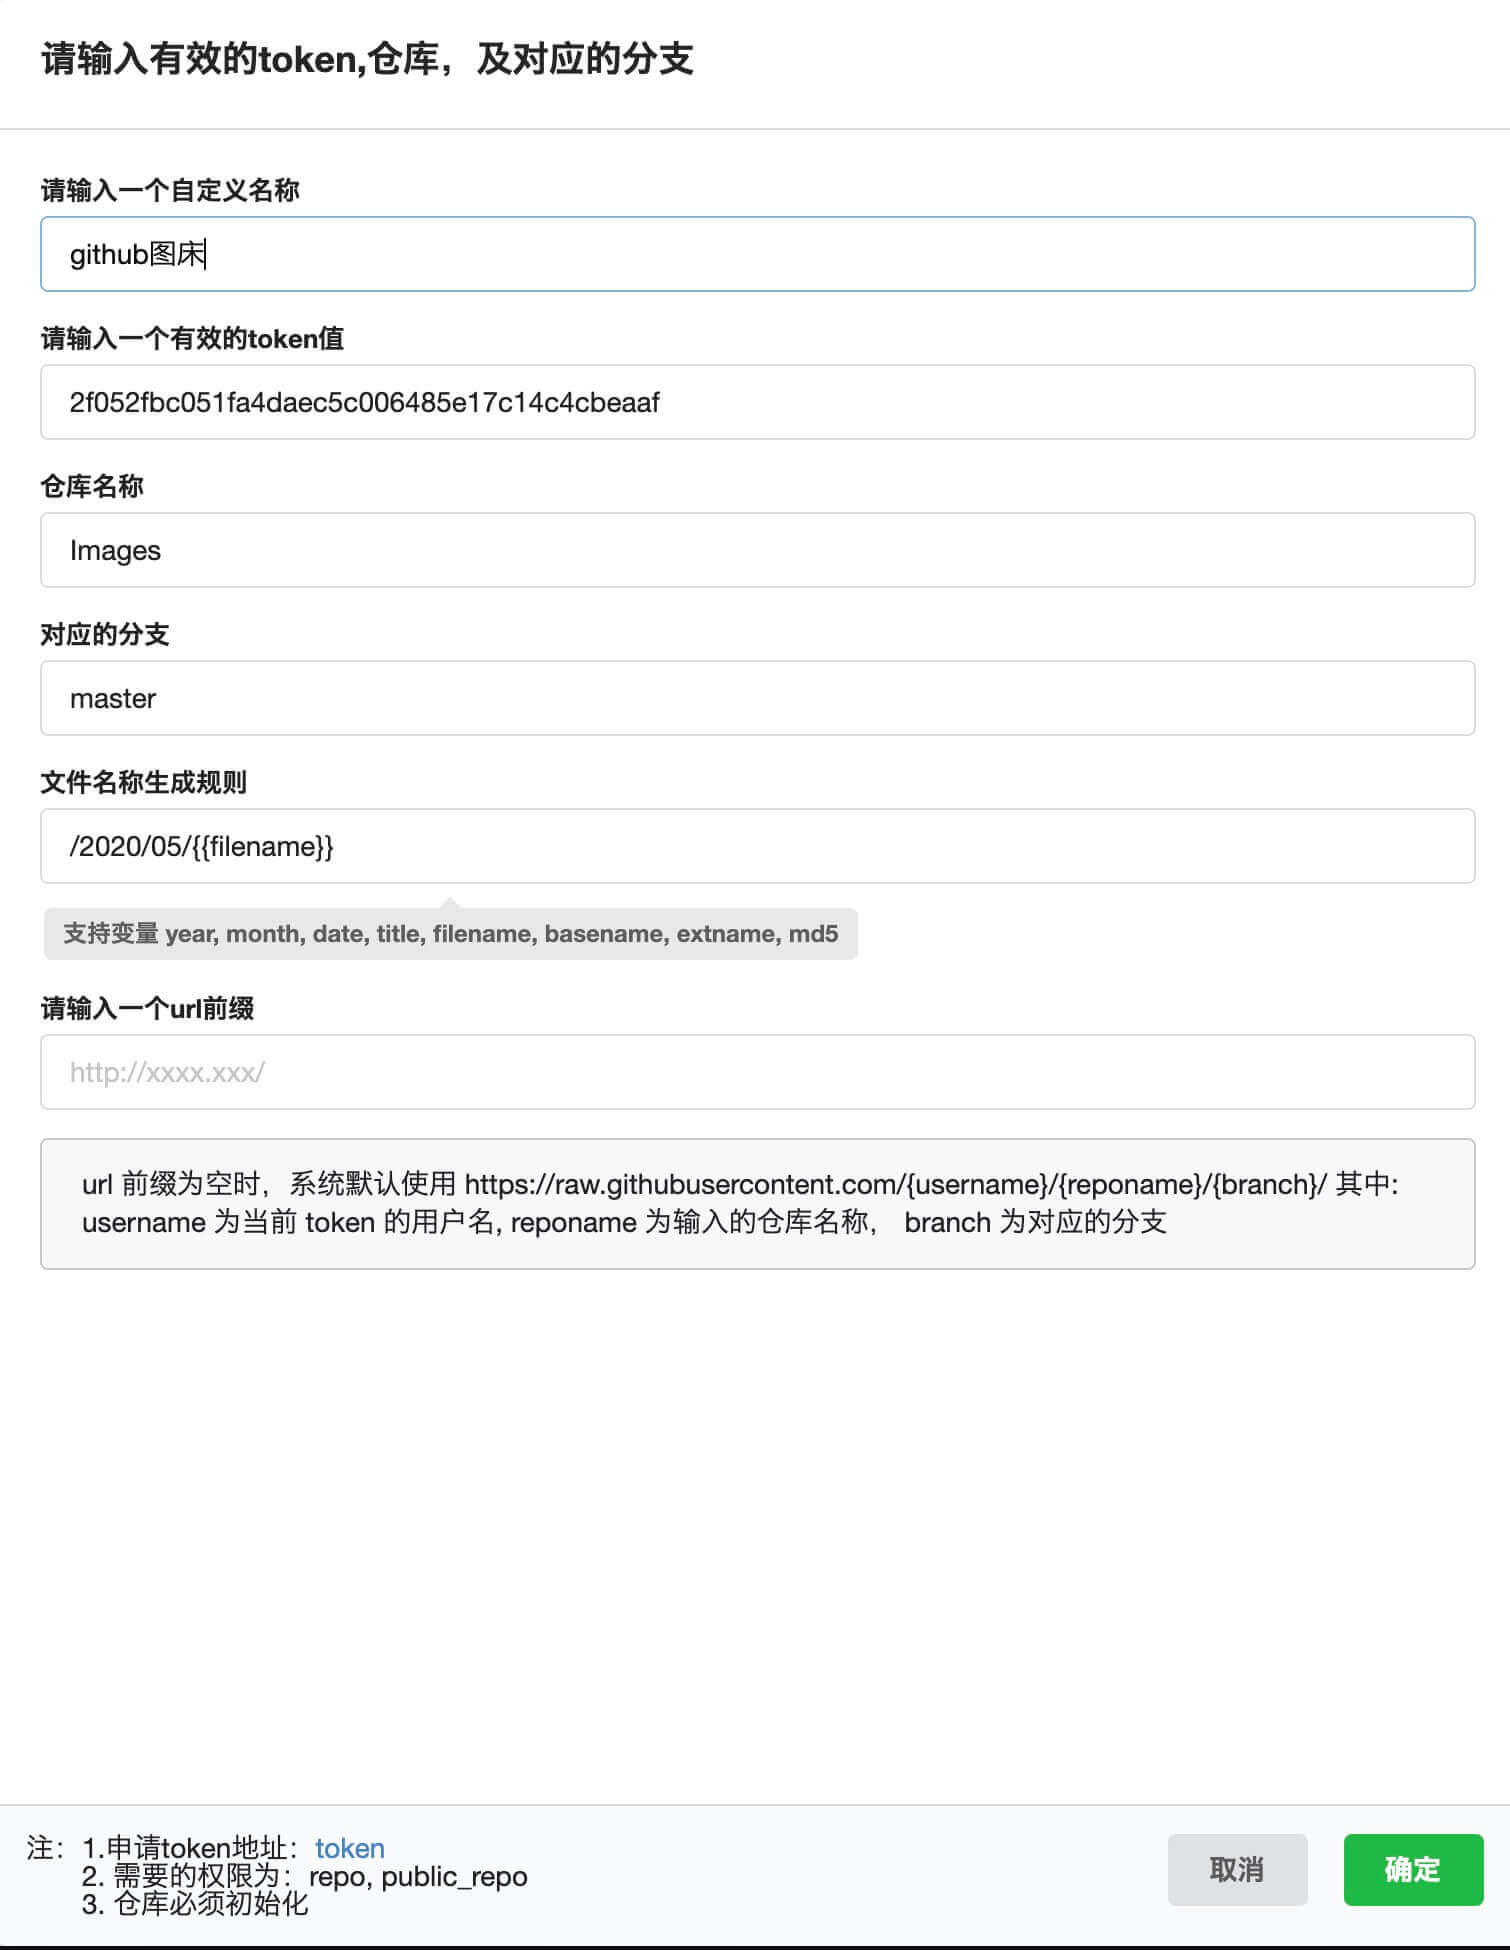 请输入有效的token,仓库，及对应的分支
请输入一个自定义名称
github图床
请输入一个有效的token值
2f052fbc051fa4daec5c006485e17c14c4cbeaaf
仓库名称
Images
对应的分支
master
文件名称生成规则
/2020/05/{{filename}}
支持变量 year, month, date, title, filename, basename, extname, md5
请输入一个url前缀
http://xxxx.xxx/
url 前缀为空时，系统默认使用 https://raw.githubusercontent.com/{username}/{reponame}/{branch}/ 其中:
username 为当前 token 的用户名, reponame 为输入的仓库名称， branch 为对应的分支
注：1.申请token地址：token
2. 需要的权限为：repo, public_repo
3. 仓库必须初始化
取消
确定